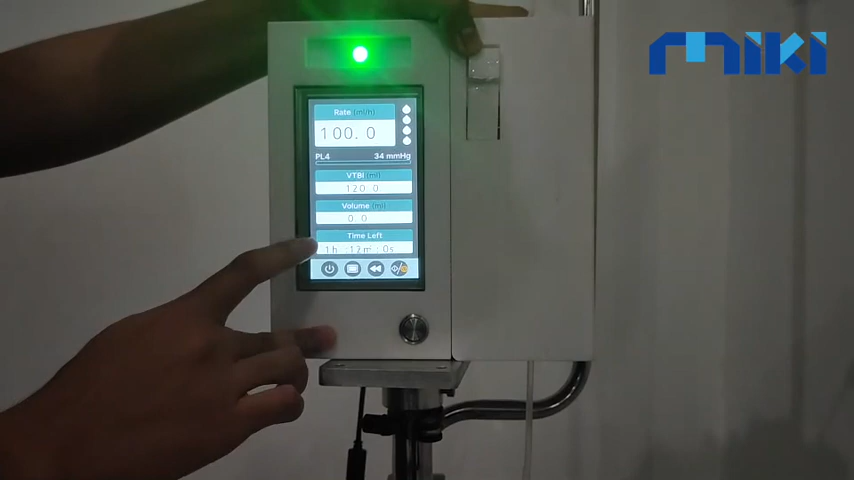 miki
Rate (ml/h)
100.0
PL4 34 mmHg
VTBI (ml)
120.0
Volume (ml)
0.0
Time Left
1h :12m : 0s